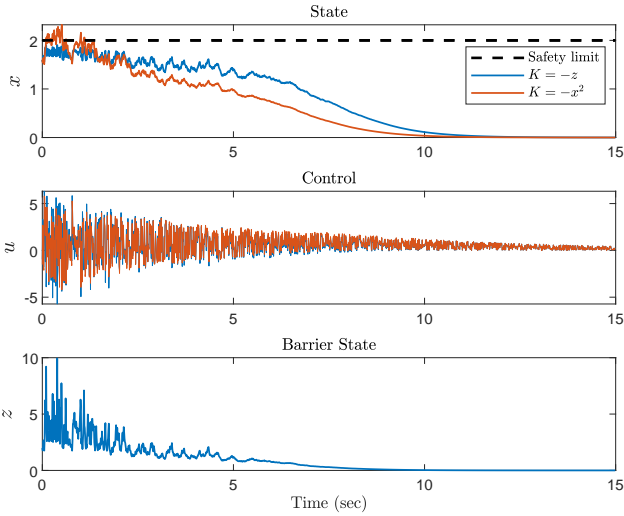 State
2
1
0
x
0
5
10
15
Safety limit
K = −z
K = −x²
Control
5
0
-5
u
0
5
10
15
Barrier State
10
5
0
z
0
5
10
15
Time (sec)